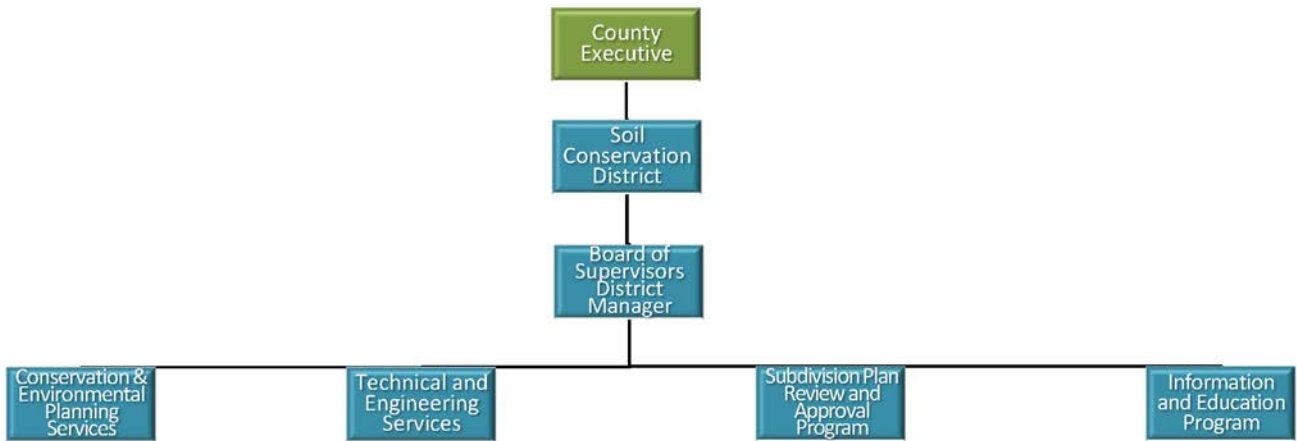 County
Executive
Soil
Conservation
District
Board of
Supervisors
District
Manager
Conservation &
Environmental
Planning
Services
Technical and
Engineering
Services
Subdivision Plan
Review and
Approval
Program
Information
and Education
Program